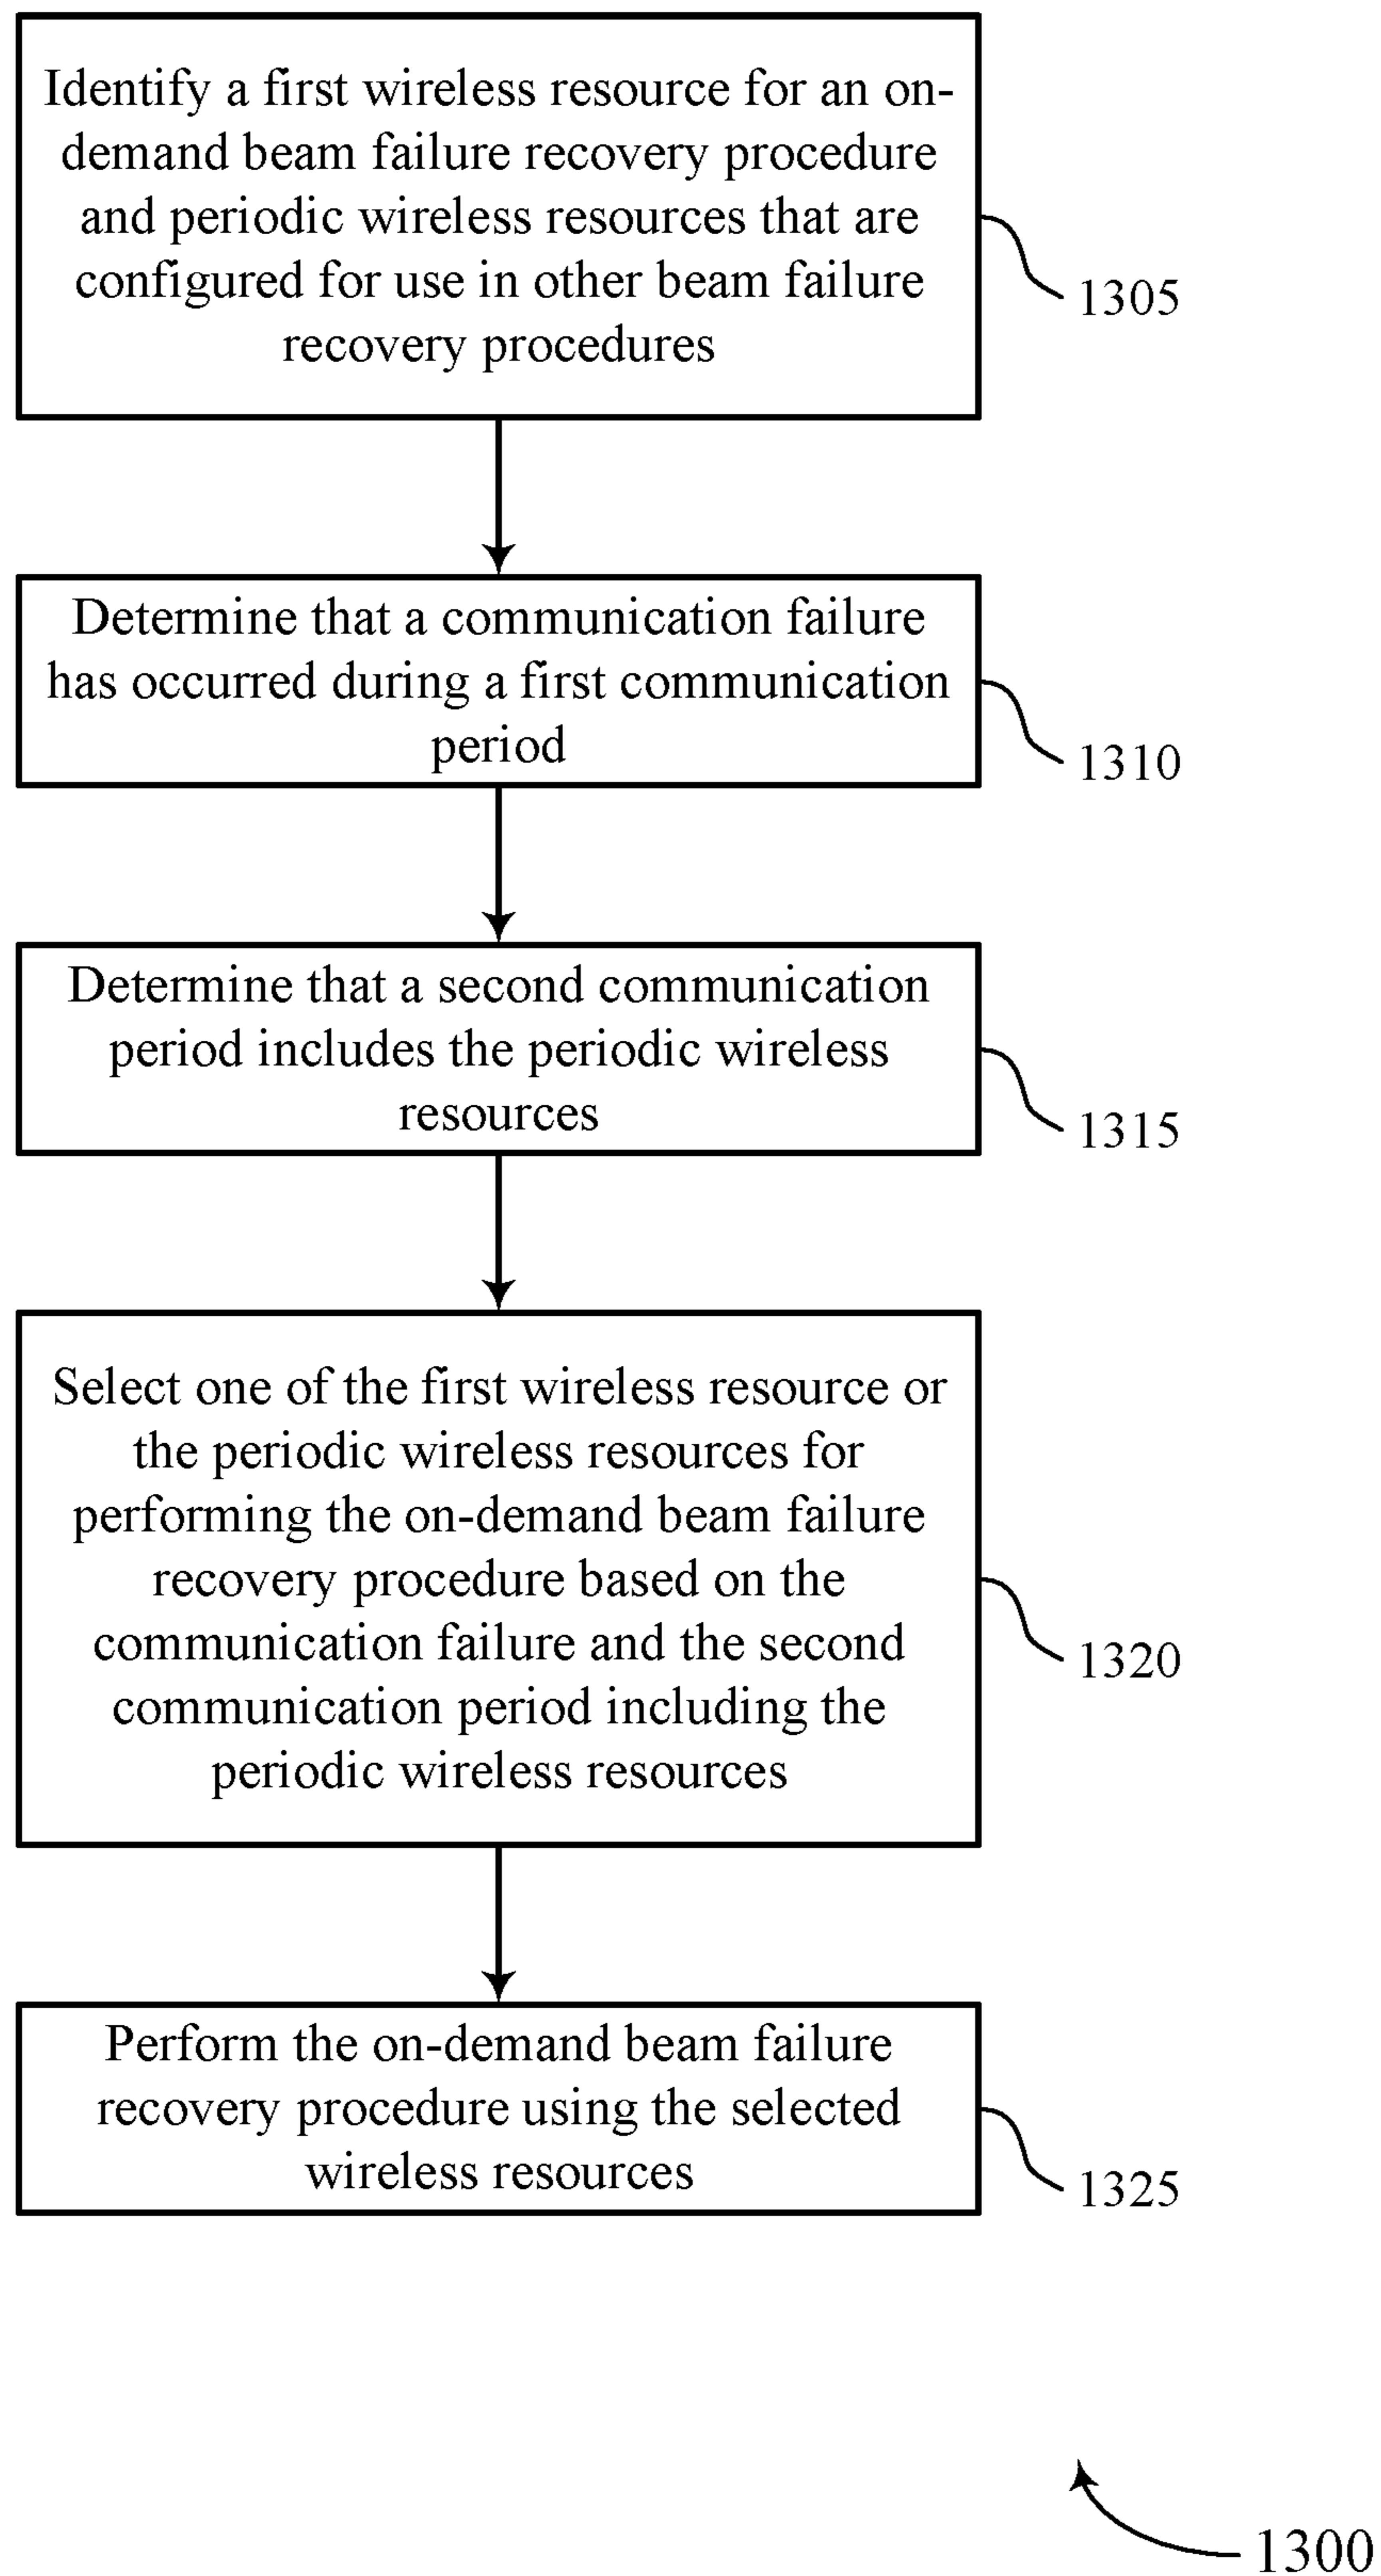 Identify a first wireless resource for an on-
demand beam failure recovery procedure
and periodic wireless resources that are
configured for use in other beam failure
recovery procedures
1305
Determine that a communication failure
has occurred during a first communication
period
1310
Determine that a second communication
period includes the periodic wireless
resources
1315
Select one of the first wireless resource or
the periodic wireless resources for
performing the on-demand beam failure
recovery procedure based on the
communication failure and the second
communication period including the
periodic wireless resources
1320
Perform the on-demand beam failure
recovery procedure using the selected
wireless resources
1325
1300